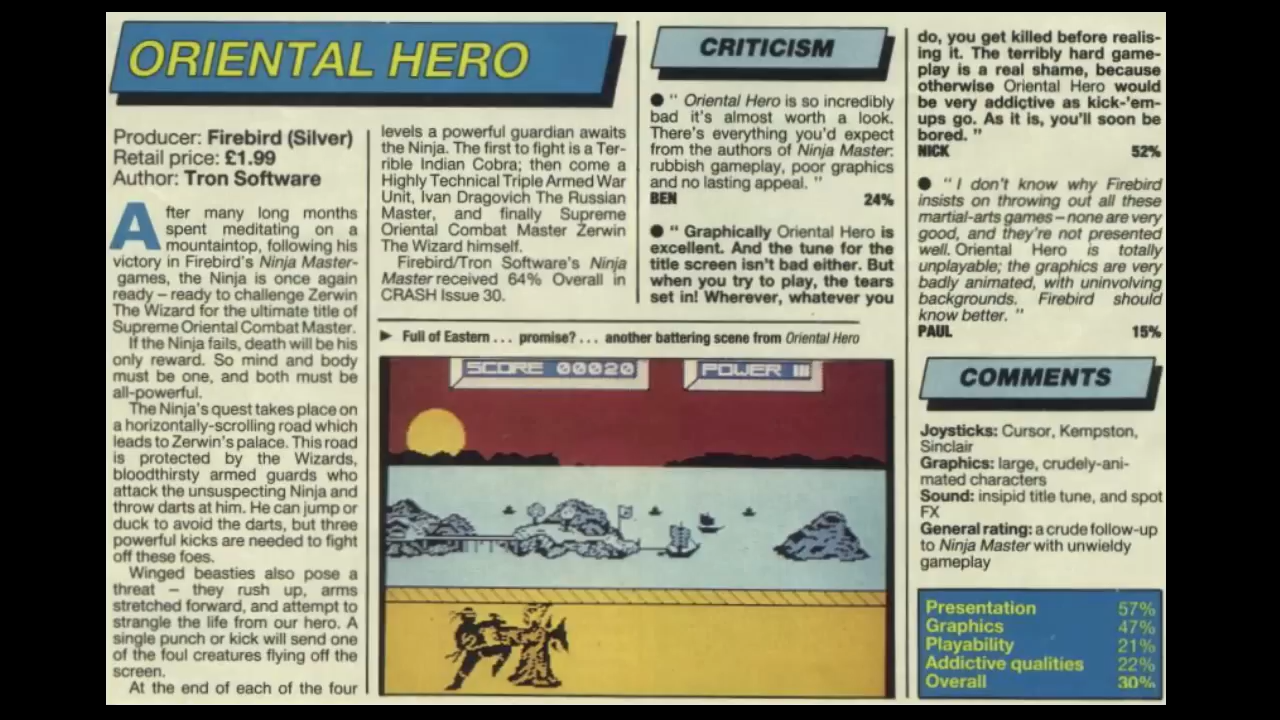 ORIENTAL HERO
Producer: Firebird (Silver)
Retail price: £1.99
Author: Tron Software
After many long months
spent meditating on a
mountaintop, following his
victory in Firebird's Ninja Master-
games, the Ninja is once again
ready – ready to challenge Zerwin
The Wizard for the ultimate title of
Supreme Oriental Combat Master.
If the Ninja fails, death will be his
only reward. So mind and body
must be one, and both must be
all-powerful.
The Ninja's quest takes place on
a horizontally-scrolling road which
leads to Zerwin's palace. This road
is protected by the Wizards,
bloodthirsty armed guards who
attack the unsuspecting Ninja and
throw darts at him. He can jump or
duck to avoid the darts, but three
powerful kicks are needed to fight
off these foes.
Winged beasties also pose a
threat – they rush up, arms
stretched forward, and attempt to
strangle the life from our hero. A
single punch or kick will send one
of the foul creatures flying off the
screen.
At the end of each of the four
levels a powerful guardian awaits
the Ninja. The first to fight is a Ter-
rible Indian Cobra; then come a
Highly Technical Triple Armed War
Unit, Ivan Dragovich The Russian
Master, and finally Supreme
Oriental Combat Master Zerwin
The Wizard himself.
Firebird/Tron Software's Ninja
Master received 64% Overall in
CRASH Issue 30.
► Full of Eastern . . . promise? . . . another battering scene from Oriental Hero
SCORE 00020 POWER III
CRITICISM
● " Oriental Hero is so incredibly
bad it's almost worth a look.
There's everything you'd expect
from the authors of Ninja Master:
rubbish gameplay, poor graphics
and no lasting appeal. "
BEN 24%
● " Graphically Oriental Hero is
excellent. And the tune for the
title screen isn't bad either. But
when you try to play, the tears
set in! Wherever, whatever you
do, you get killed before realis-
ing it. The terribly hard game-
play is a real shame, because
otherwise Oriental Hero would
be very addictive as kick-'em-
ups go. As it is, you'll soon be
bored. "
NICK 52%
● " I don't know why Firebird
insists on throwing out all these
martial-arts games – none are very
good, and they're not presented
well. Oriental Hero is totally
unplayable; the graphics are very
badly animated, with uninvolving
backgrounds. Firebird should
know better. "
PAUL 15%
COMMENTS
Joysticks: Cursor, Kempston,
Sinclair
Graphics: large, crudely-ani-
mated characters
Sound: insipid title tune, and spot
FX
General rating: a crude follow-up
to Ninja Master with unwieldy
gameplay
Presentation 57%
Graphics 47%
Playability 21%
Addictive qualities 22%
Overall 30%